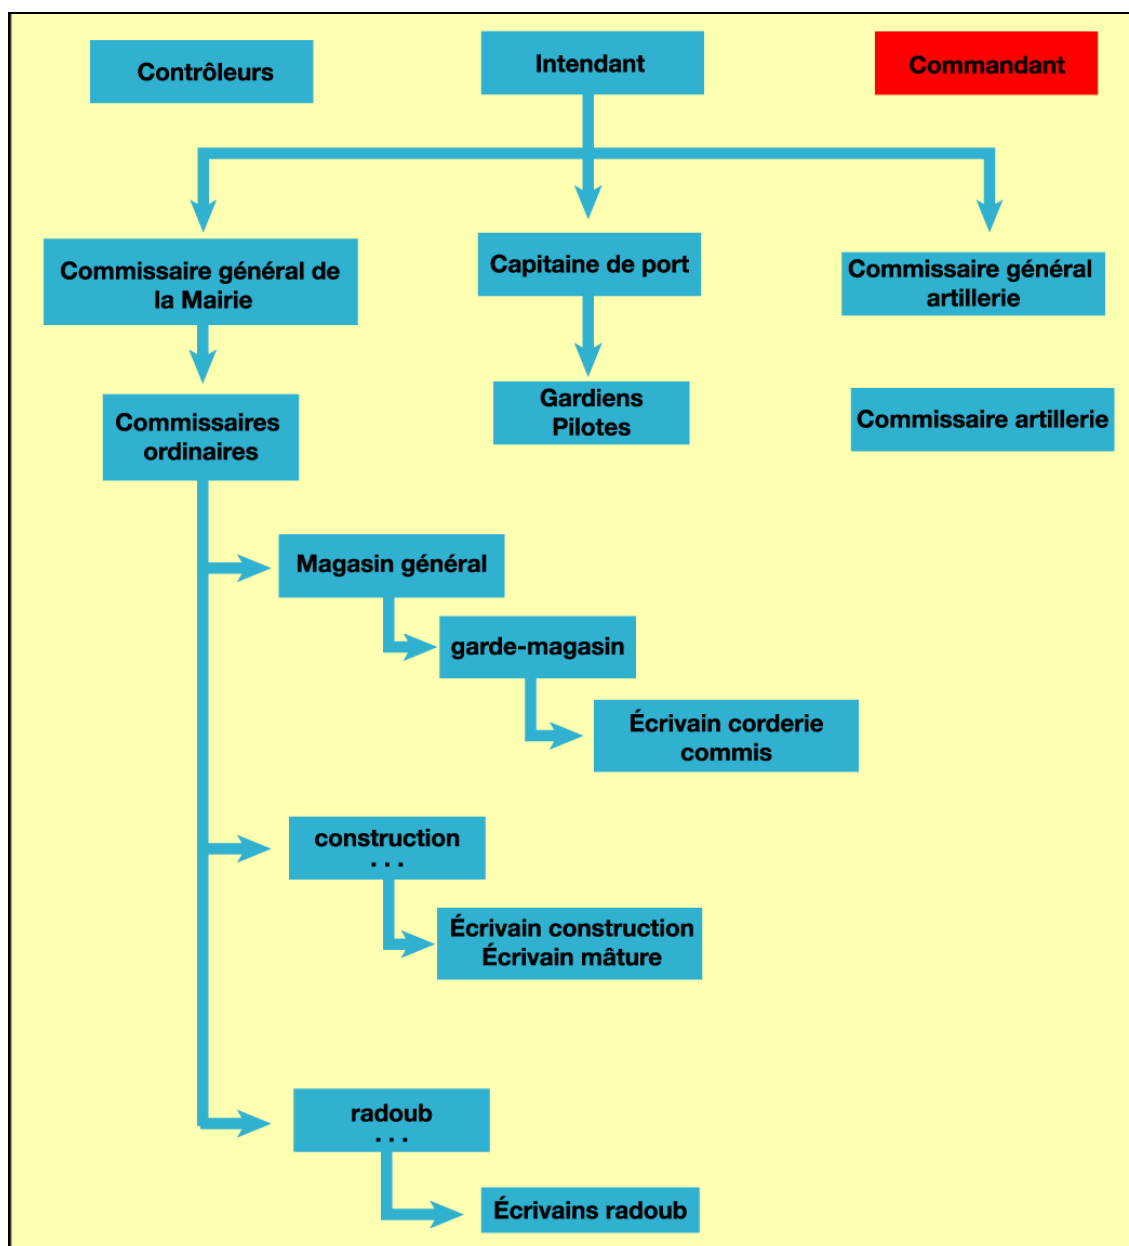 Contrôleurs
Intendant
Commandant
Commissaire général de
la Mairie
Capitaine de port
Commissaire général
artillerie
Commissaires
ordinaires
Gardiens
Pilotes
Commissaire artillerie
Magasin général
garde-magasin
Écrivain corderie
commis
construction
...
Écrivain construction
Écrivain mâture
radoub
...
Écrivains radoub